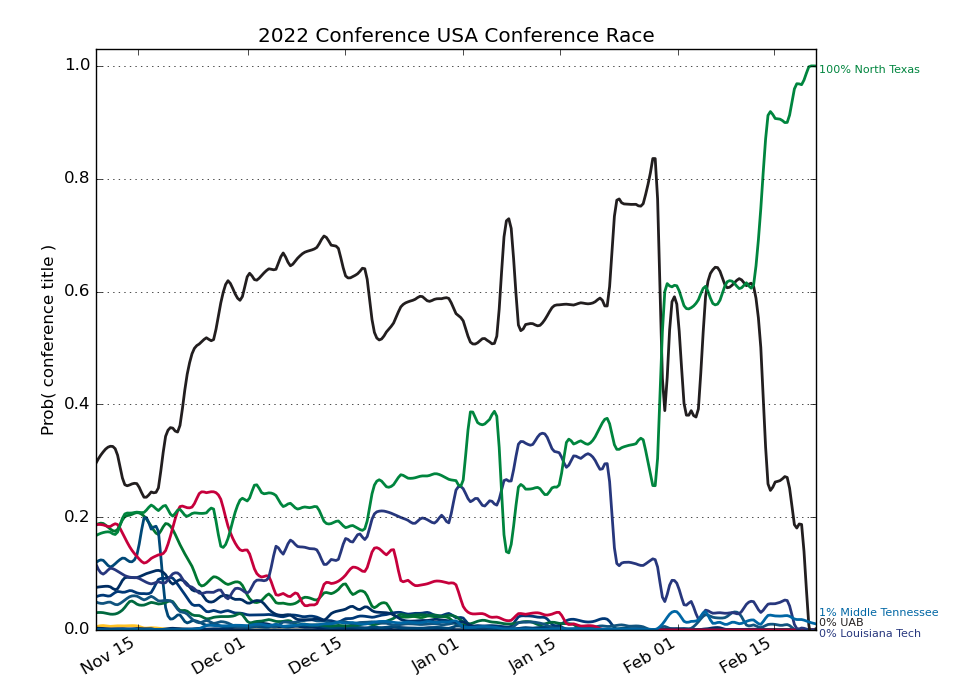 2022 Conference USA Conference Race
Prob( conference title )
1.0
0.8
0.6
0.4
0.2
0.0
Nov 15
Dec 01
Dec 15
Jan 01
Jan 15
Feb 01
Feb 15
100% North Texas
1% Middle Tennessee
0% UAB
0% Louisiana Tech